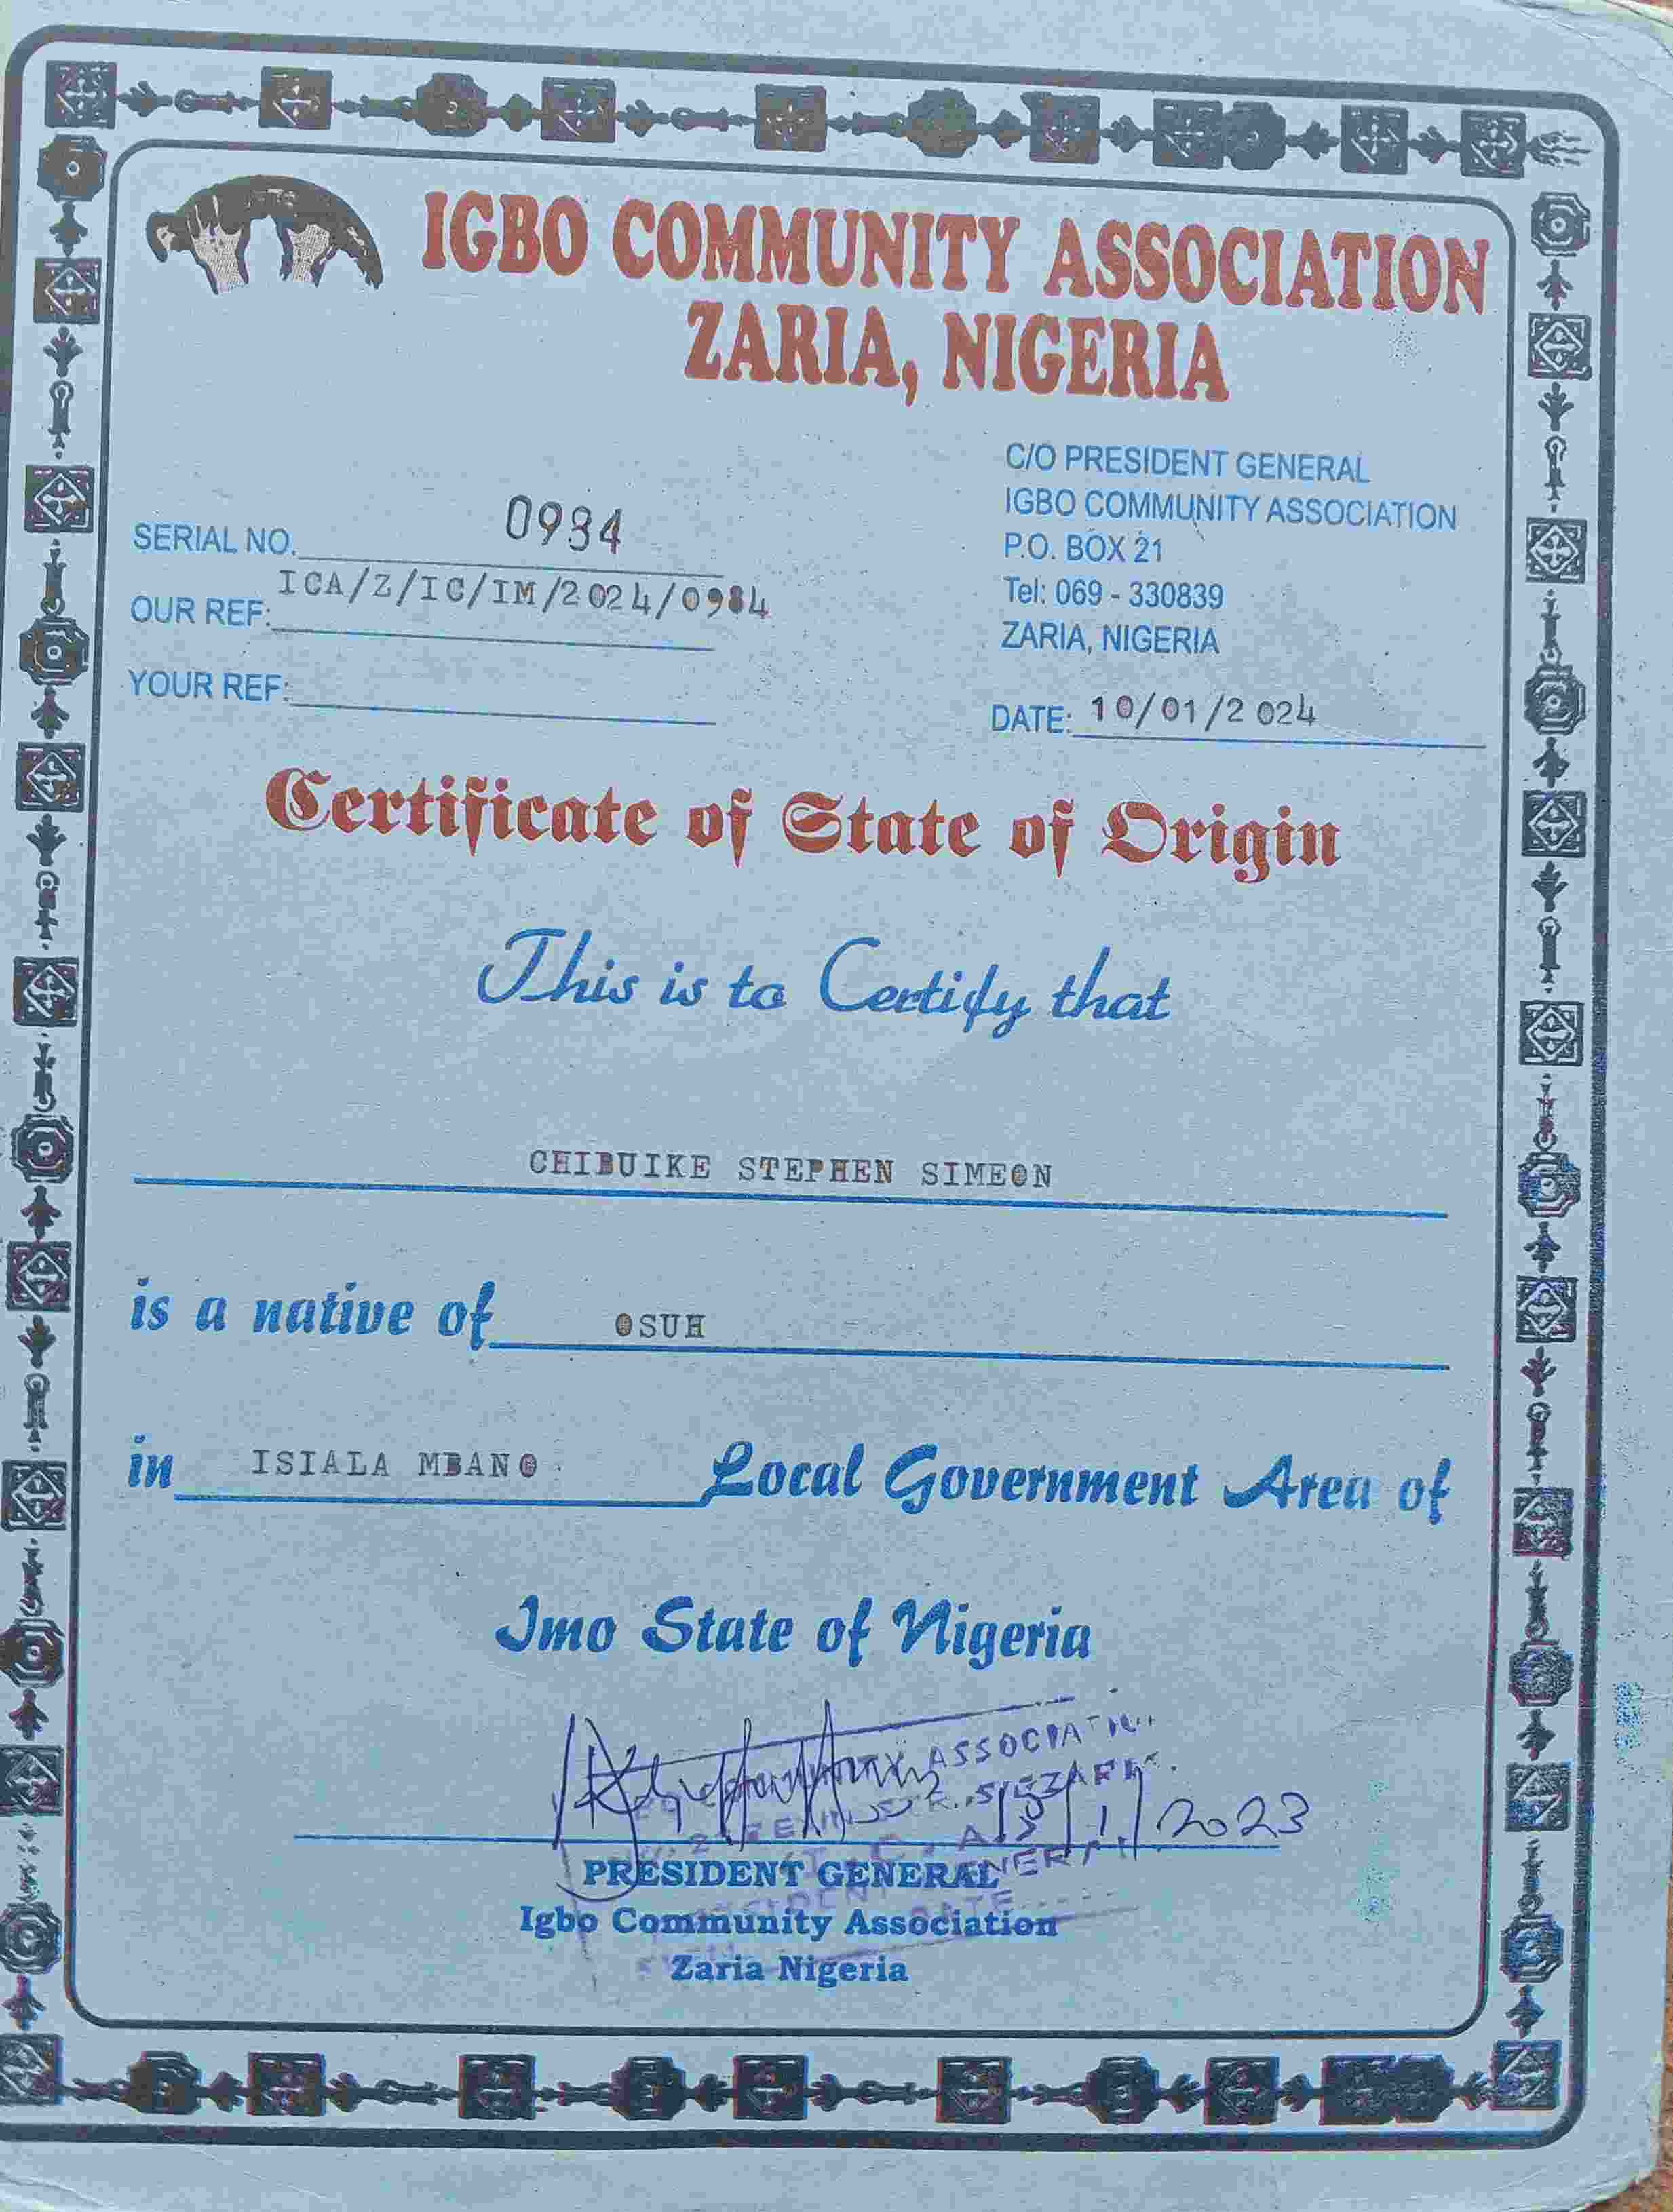 IGBO COMMUNITY ASSOCIATION
ZARIA, NIGERIA
C/O PRESIDENT GENERAL
IGBO COMMUNITY ASSOCIATION
P.O. BOX 21
Tel: 069 - 330839
ZARIA, NIGERIA
SERIAL NO. 0984
OUR REF: ICA/Z/IC/IM/2024/0984
YOUR REF:
DATE: 10/01/2024
Certificate of State of Origin
This is to Certify that
CHIBUIKE STEPHEN SIMEON
is a native of OSUH
in ISIALA MBANO Local Government Area of
Imo State of Nigeria
ASSOCIATION
2023
PRESIDENT GENERAL
Igbo Community Association
Zaria Nigeria